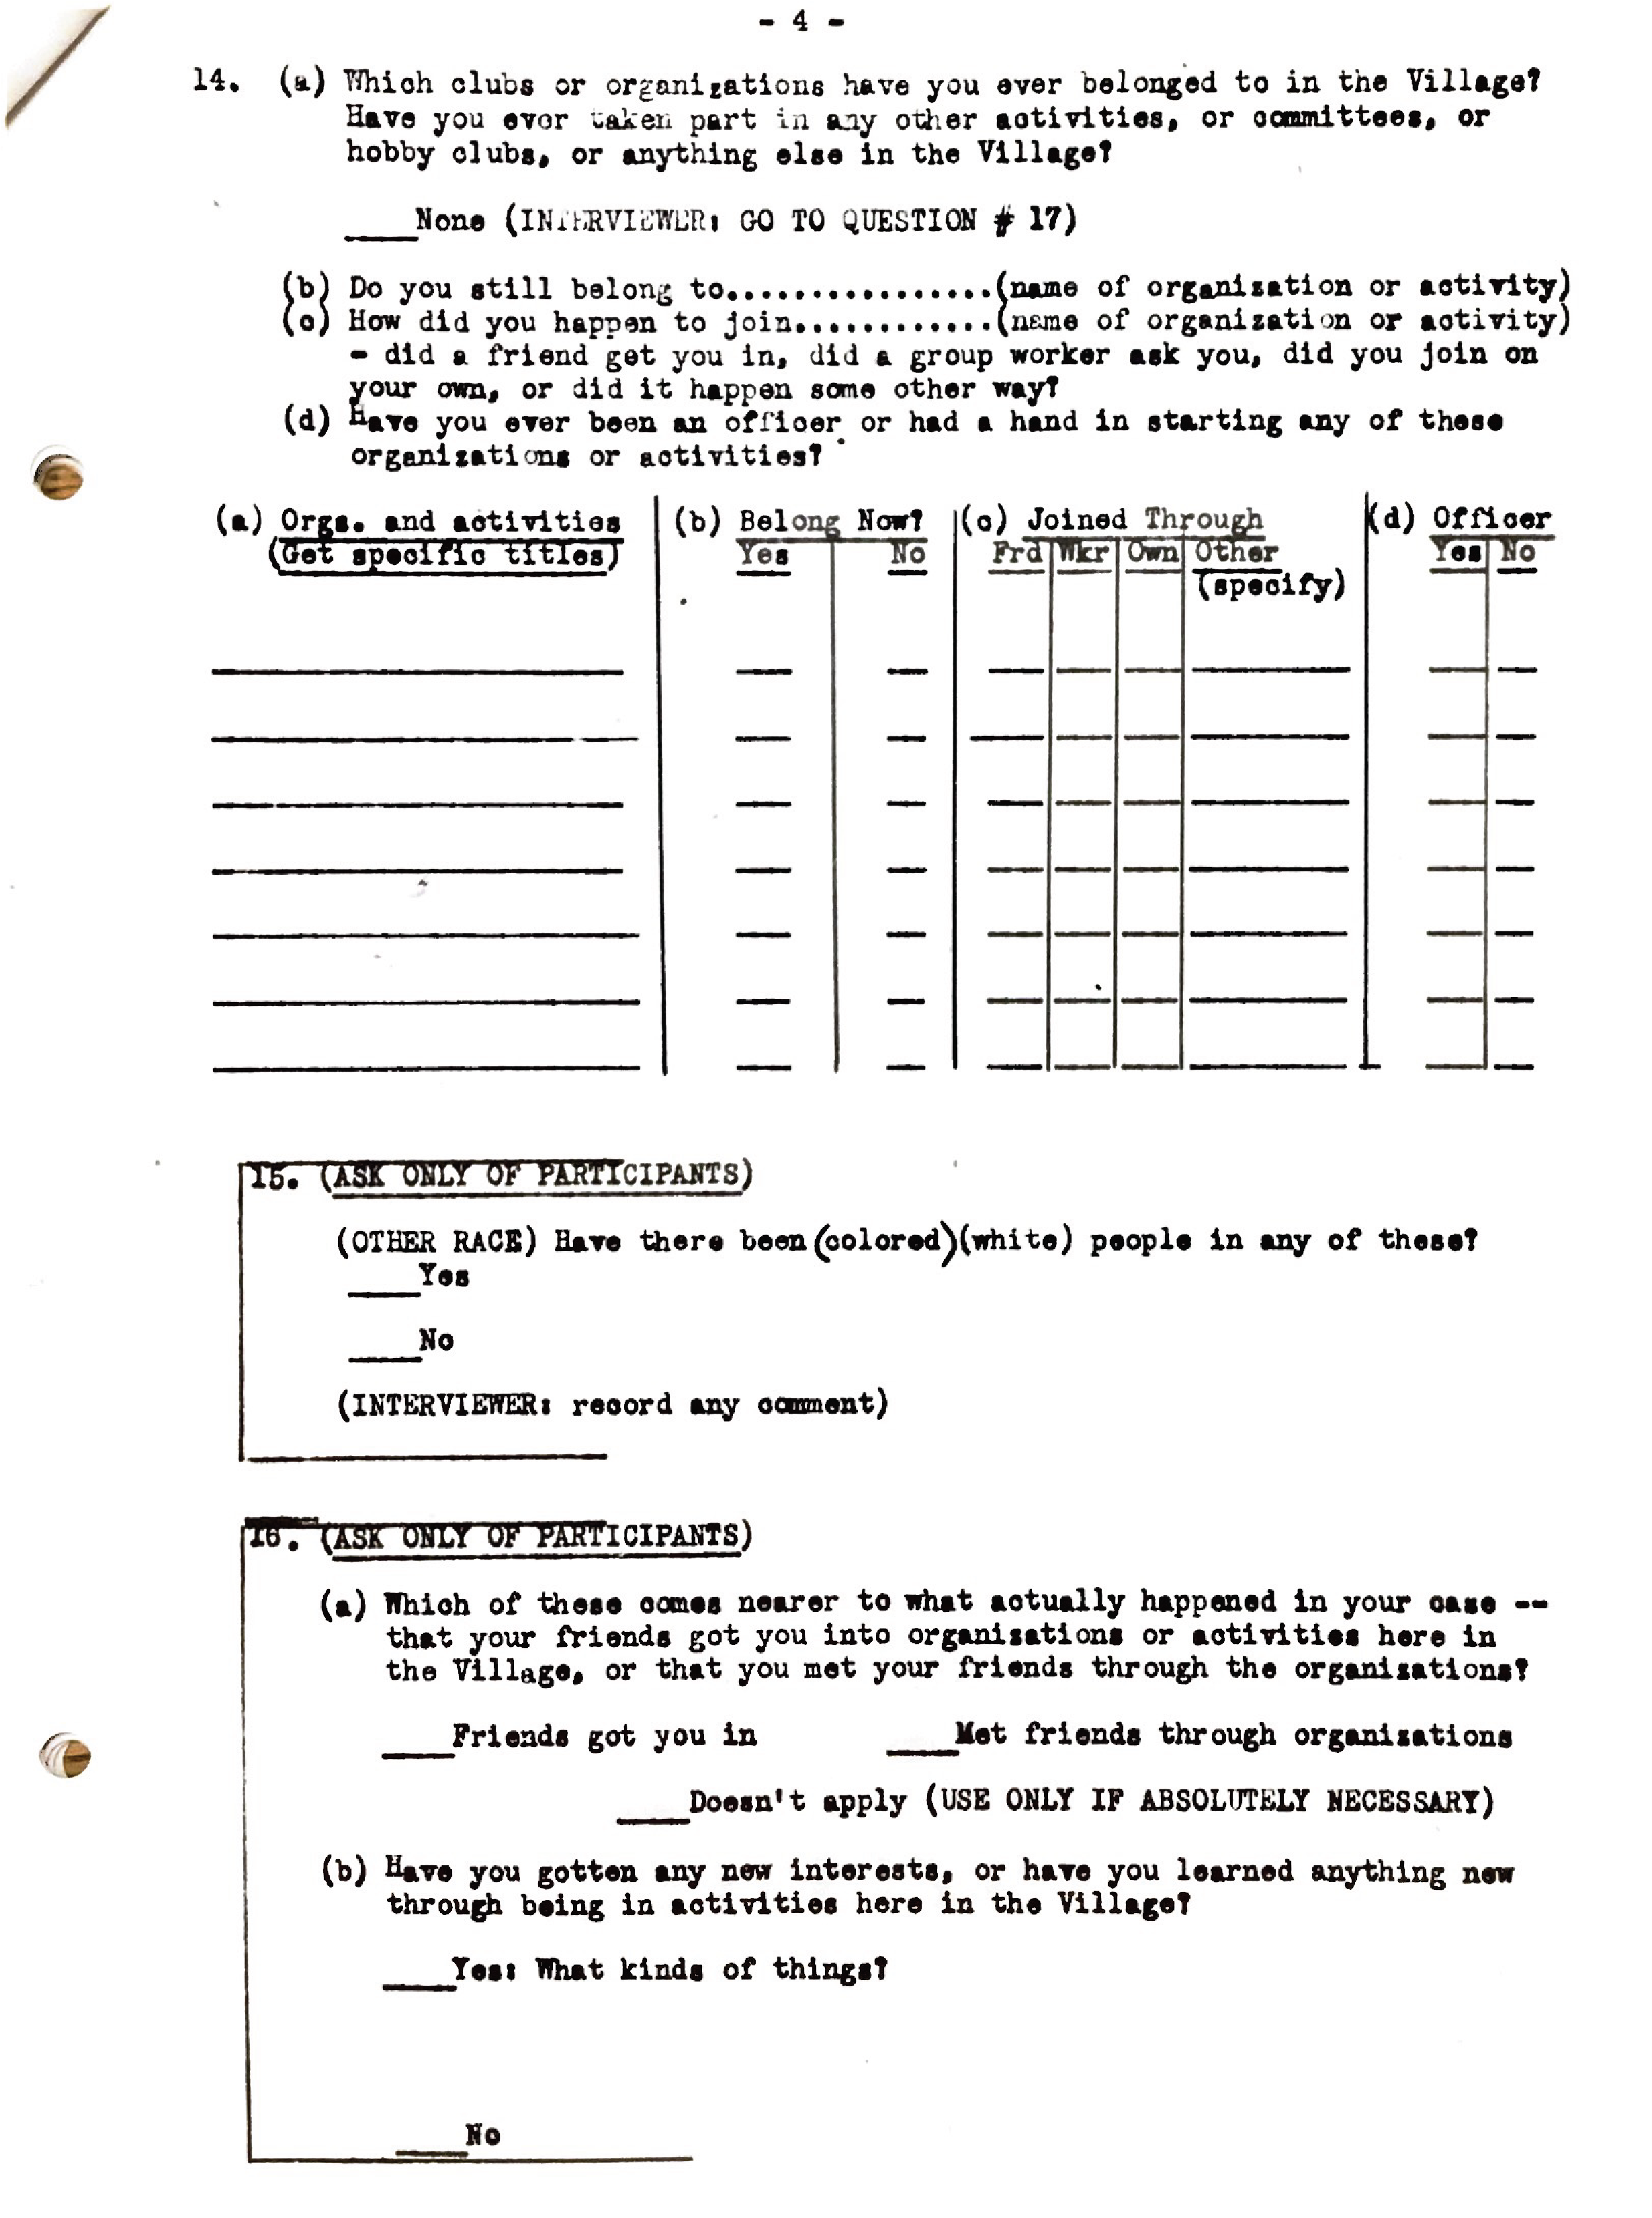 - 4 -
14. (a) Which clubs or organizations have you ever belonged to in the Village?
Have you ever taken part in any other activities, or committees, or
hobby clubs, or anything else in the Village?
____None (INTERVIEWER: GO TO QUESTION # 17)
(b) Do you still belong to................(name of organization or activity)
(c) How did you happen to join............(name of organization or activity)
- did a friend get you in, did a group worker ask you, did you join on
your own, or did it happen some other way?
(d) Have you ever been an officer or had a hand in starting any of these
organizations or activities?
(a) Orgs. and activities (b) Belong Now? (c) Joined Through (d) Officer
(Get specific titles) Yes No Frd Wkr Own Other Yes No
(specify)
15. (ASK ONLY OF PARTICIPANTS)
(OTHER RACE) Have there been (colored)(white) people in any of these?
____Yes
____No
(INTERVIEWER: record any comment)
16. (ASK ONLY OF PARTICIPANTS)
(a) Which of these comes nearer to what actually happened in your case --
that your friends got you into organizations or activities here in
the Village, or that you met your friends through the organizations?
____Friends got you in ____Met friends through organizations
____Doesn't apply (USE ONLY IF ABSOLUTELY NECESSARY)
(b) Have you gotten any new interests, or have you learned anything new
through being in activities here in the Village?
____Yes: What kinds of things?
____No